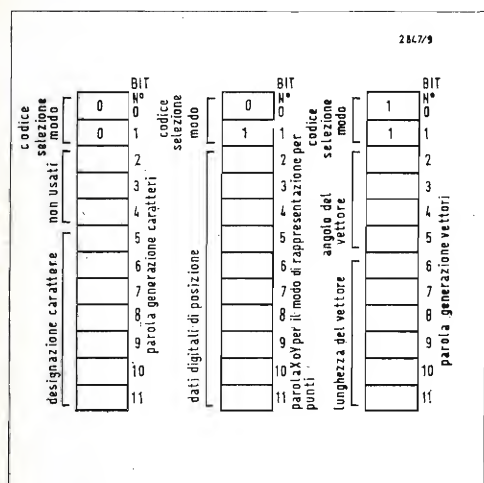 2847/9
BIT
N°
codice
selezione
modo
0 0
0 1
non usati
2
3
4
designazione carattere
5
6
7
8
9
10
11
parola generazione caratteri
BIT
N°
codice
selezione
modo
0 0
1 1
dati digitali di posizione
2
3
4
5
6
7
8
9
10
11
parola X o Y per il modo di rappresentazione per
punti
BIT
N°
codice
selezione
modo
1 0
1 1
angolo del
vettore
2
3
4
5
lunghezza del vettore
6
7
8
9
10
11
parola generazione vettori